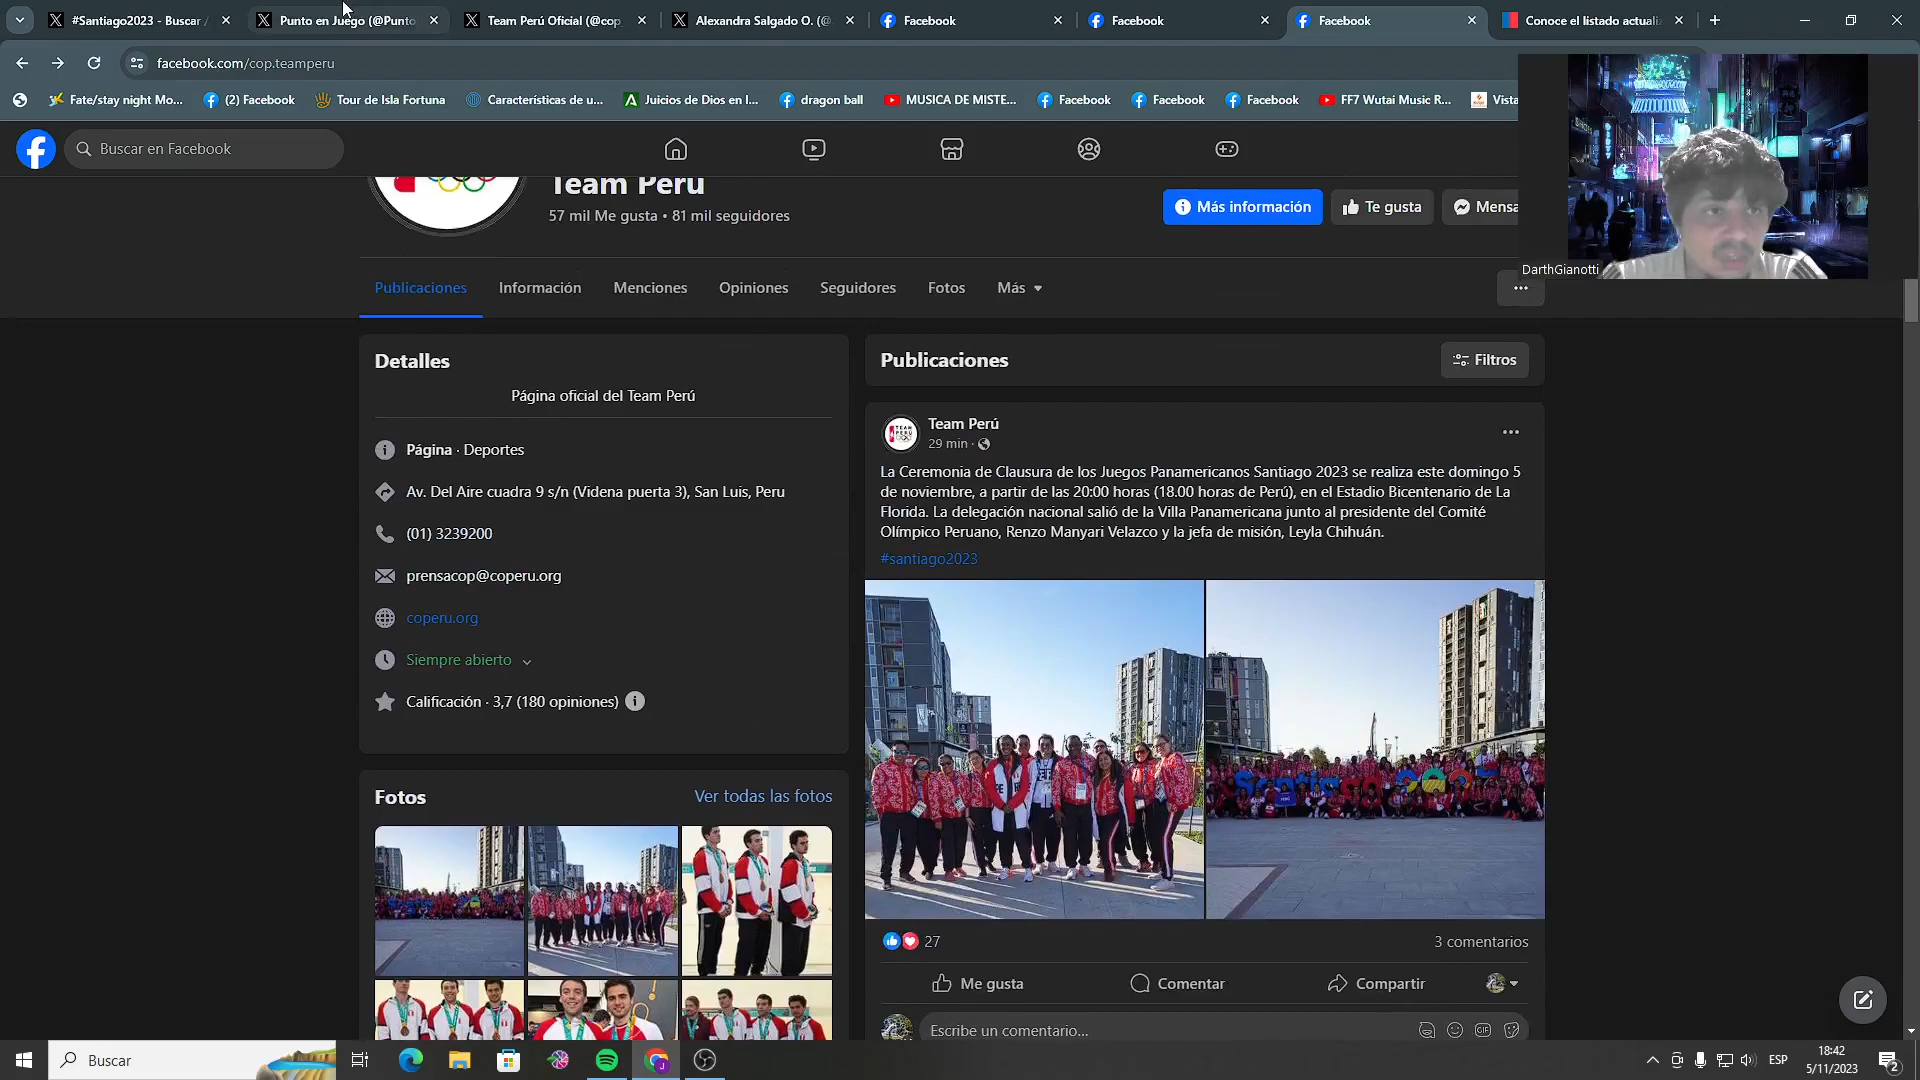 #Santiago2023 - Buscar /
Punto en Juego (@Punto
Team Perú Oficial (@cop
Alexandra Salgado O. (@
Facebook
Facebook
Facebook
Conoce el listado actuali
facebook.com/cop.teamperu
Fate/stay night Mo...
(2) Facebook
Tour de Isla Fortuna
Características de u...
Juicios de Dios en l...
dragon ball
MUSICA DE MISTE...
Facebook
Facebook
Facebook
FF7 Wutai Music R...
Vista
Buscar en Facebook
Team Perú
57 mil Me gusta • 81 mil seguidores
Más información
Te gusta
Mensa
DarthGianotti
Publicaciones
Información
Menciones
Opiniones
Seguidores
Fotos
Más
Detalles
Página oficial del Team Perú
Página · Deportes
Av. Del Aire cuadra 9 s/n (Videna puerta 3), San Luis, Peru
(01) 3239200
prensacop@coperu.org
coperu.org
Siempre abierto
Calificación · 3,7 (180 opiniones)
Fotos
Ver todas las fotos
Publicaciones
Filtros
Team Perú
29 min ·
La Ceremonia de Clausura de los Juegos Panamericanos Santiago 2023 se realiza este domingo 5
de noviembre, a partir de las 20:00 horas (18.00 horas de Perú), en el Estadio Bicentenario de La
Florida. La delegación nacional salió de la Villa Panamericana junto al presidente del Comité
Olímpico Peruano, Renzo Manyari Velazco y la jefa de misión, Leyla Chihuán.
#santiago2023
27
3 comentarios
Me gusta
Comentar
Compartir
Escribe un comentario...
GIF
Buscar
ESP
18:42
5/11/2023
2